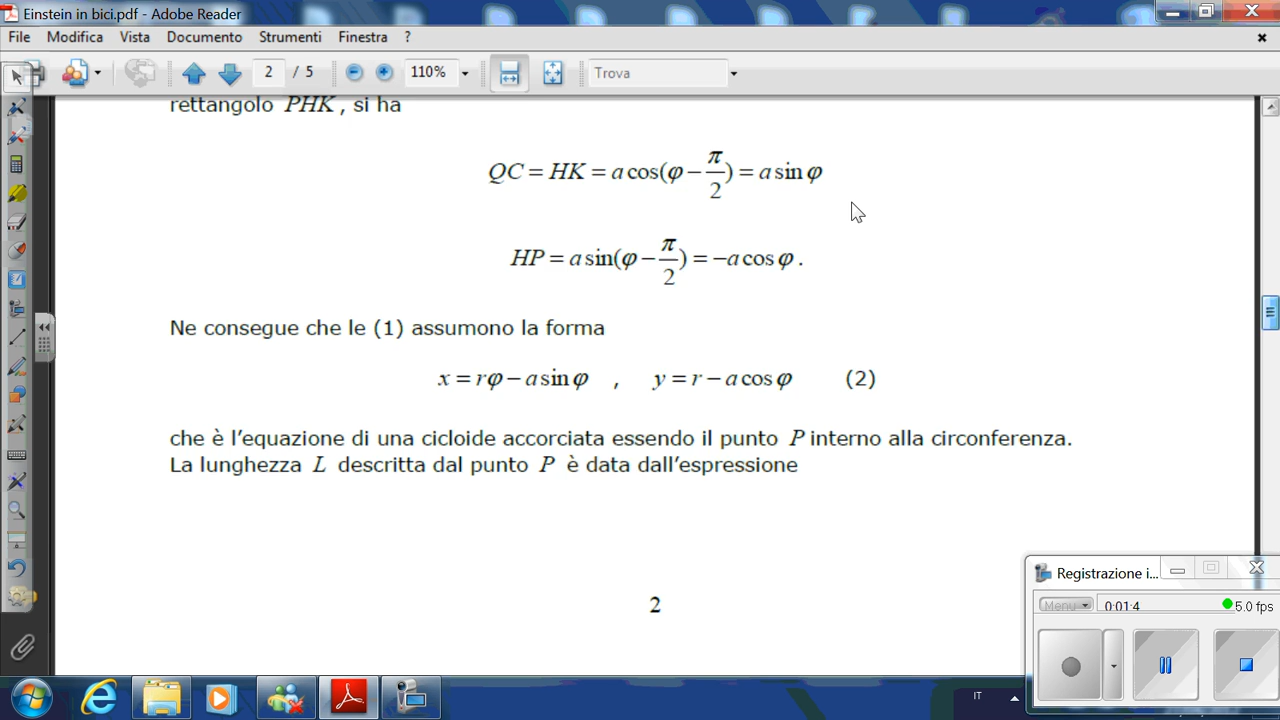 Einstein in bici.pdf - Adobe Reader
File Modifica Vista Documento Strumenti Finestra ?
2 / 5 110% Trova
rettangolo PHK, si ha
QC = HK = a cos(φ − π/2) = a sin φ
HP = a sin(φ − π/2) = −a cos φ.
Ne consegue che le (1) assumono la forma
x = rφ − a sin φ , y = r − a cos φ (2)
che è l'equazione di una cicloide accorciata essendo il punto P interno alla circonferenza.
La lunghezza L descritta dal punto P è data dall'espressione
2
Registrazione i...
Menu 0:01:4 5.0 fps
IT